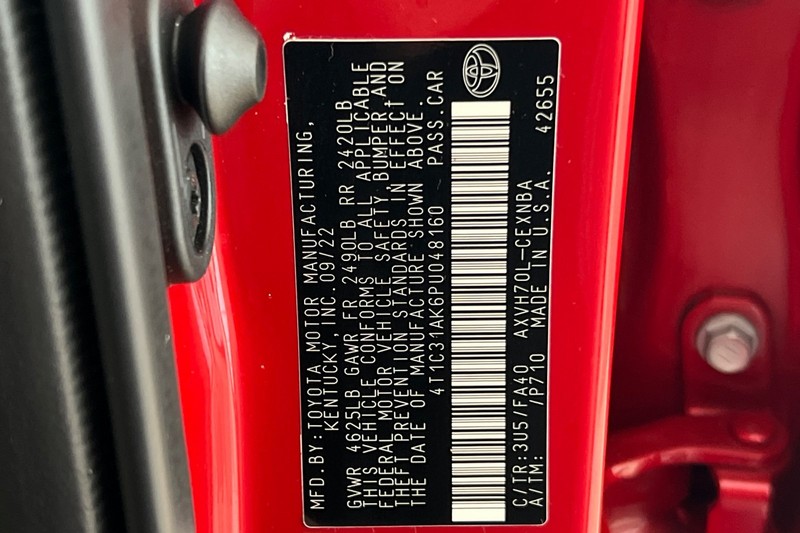 MFD.BY:TOYOTA MOTOR MANUFACTURING,
KENTUCKY, INC.09/22
GVWR 4625LB GAWR FR 2490LB RR 2420LB
THIS VEHICLE CONFORMS TO ALL APPLICABLE
FEDERAL MOTOR VEHICLE SAFETY, BUMPER AND
THEFT PREVENTION STANDARDS IN EFFECT ON
THE DATE OF MANUFACTURE SHOWN ABOVE.
4T1C31AK6PU048160 PASS.CAR
C/TR:3U5/FA40 AXVH70L-CEXNBA
A/TM: /P710 MADE IN U.S.A. 42655